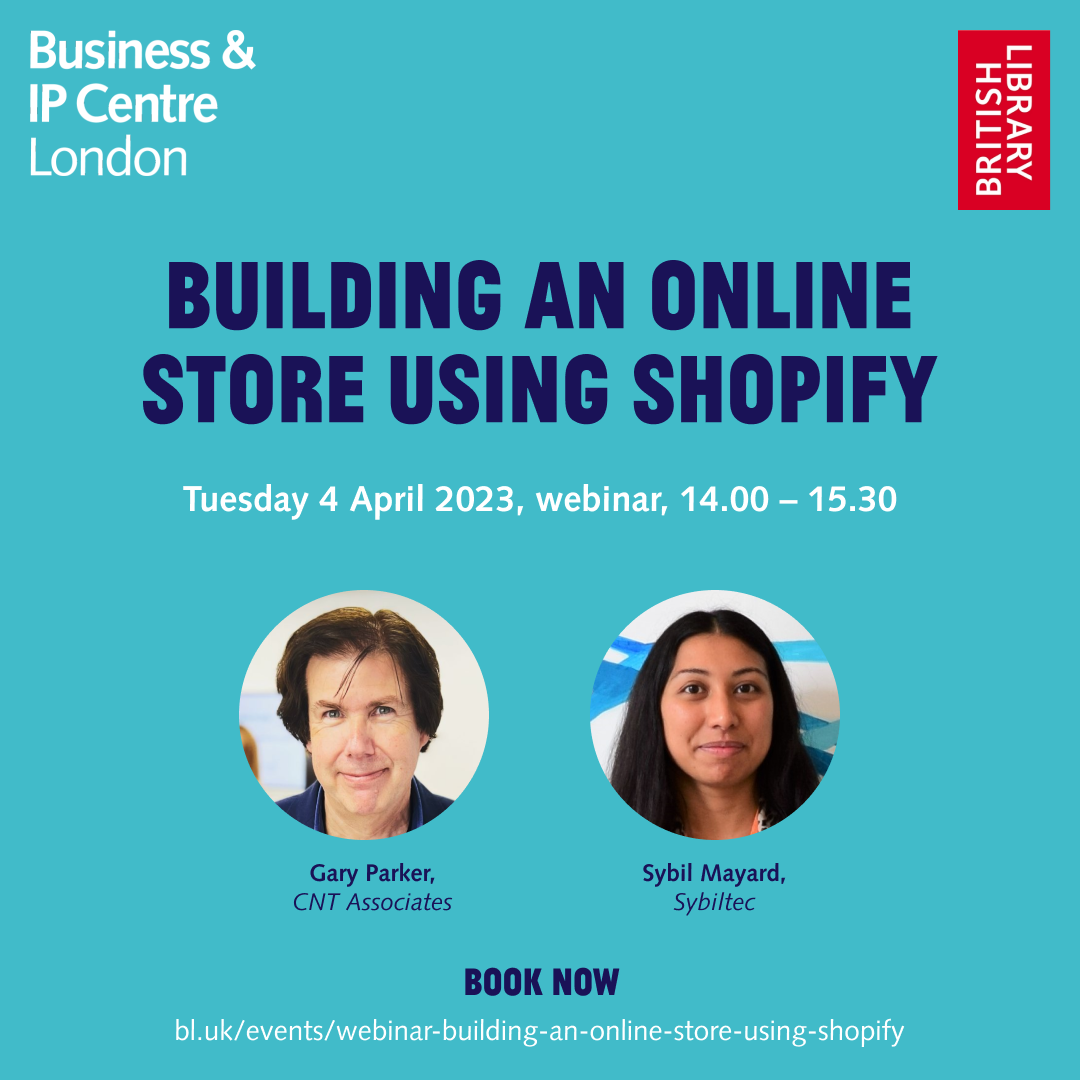 Business &
IP Centre
London
BRITISH
LIBRARY
BUILDING AN ONLINE
STORE USING SHOPIFY
Tuesday 4 April 2023, webinar, 14.00 – 15.30
Gary Parker,
CNT Associates
Sybil Mayard,
Sybiltec
BOOK NOW
bl.uk/events/webinar-building-an-online-store-using-shopify